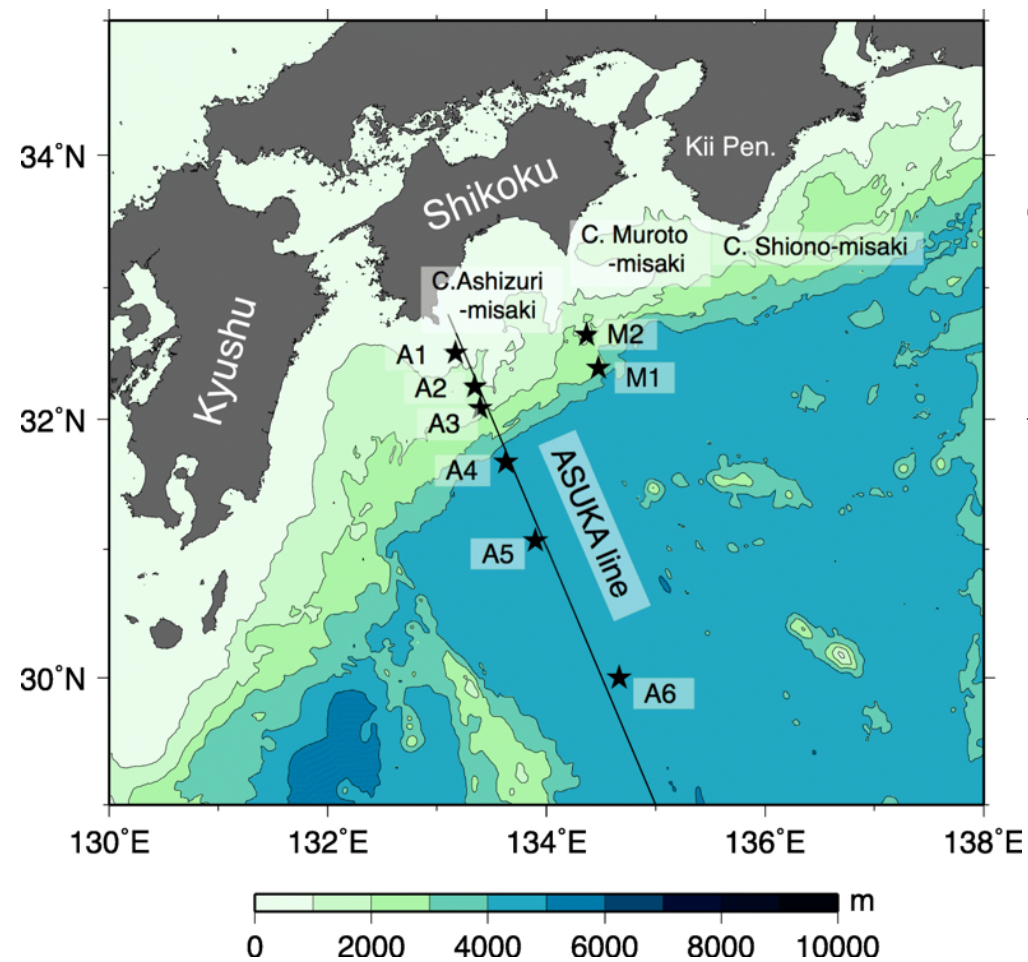 34˚N
32˚N
30˚N
Kii Pen.
Shikoku
C. Muroto
-misaki
C. Shiono-misaki
C.Ashizuri
-misaki
Kyushu
A1
A2
A3
A4
A5
A6
M2
M1
ASUKA line
130˚E
132˚E
134˚E
136˚E
138˚E
m
0
2000
4000
6000
8000
10000